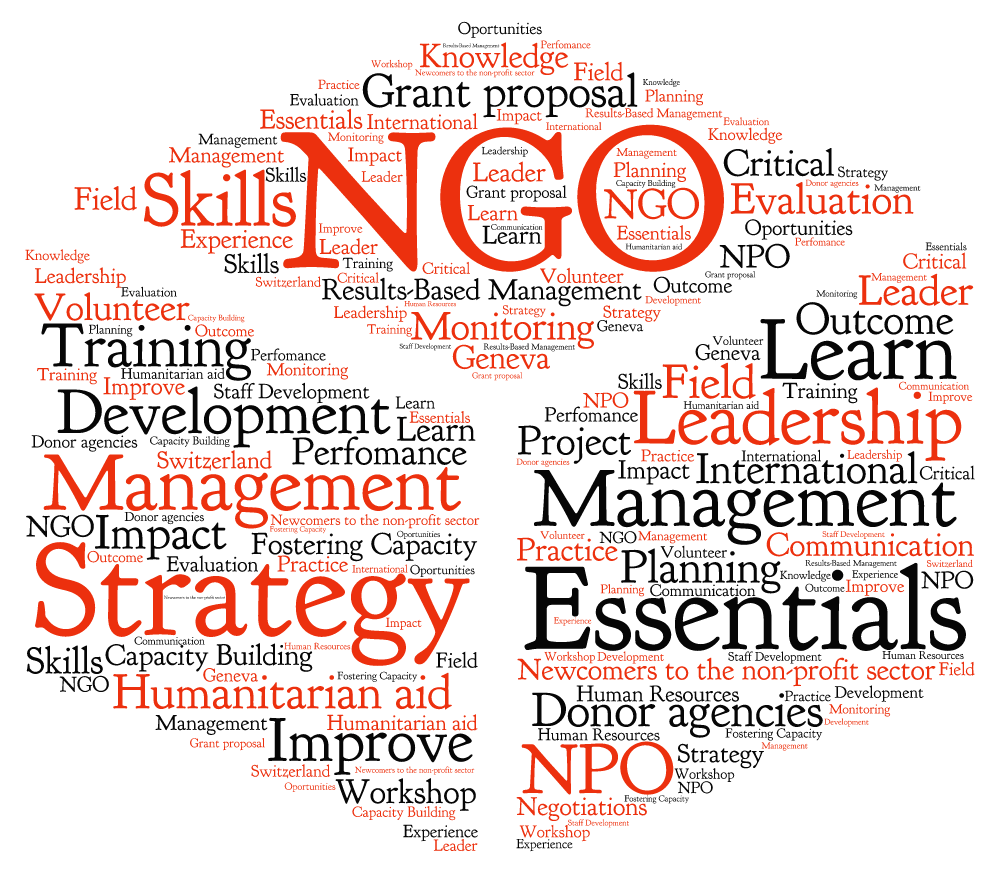 Oportunities
Results-Based Management
Perfomance
Knowledge
Workshop
Newcomers to the non-profit sector
Field
Practice
Grant proposal
Knowledge
Evaluation
Planning
Essentials
International
Impact
Results-Based Management
International
Evaluation
Knowledge
Management
Monitoring
NGO
Management
Impact
Leadership
Management
Critical
Skills
Leader
Leader
Planning
Strategy
Field
Skills
Grant proposal
Capacity Building
Donor agencies
Management
NGO
Evaluation
Learn
Communication
Experience
Improve
Learn
Essentials
Oportunities
Leader
Humanitarian aid
Perfomance
Skills
Training
Critical
NPO
Switzerland
Critical
Volunteer
Grant proposal
Results-Based Management
Outcome
Human Resources
Development
Leadership
Strategy
Strategy
Training
Monitoring
Geneva
Staff Development
Results-Based Management
Geneva
Grant proposal
Knowledge
Leadership
Evaluation
Volunteer
Capacity Building
Planning
Outcome
Training
Perfomance
Training
Humanitarian aid
Monitoring
Improve
Staff Development
Development
Learn
Essentials
Learn
Donor agencies
Capacity Building
Perfomance
Switzerland
Management
Donor agencies
Newcomers to the non-profit sector
NGO
Impact
Fostering Capacity
Oportunities
Fostering Capacity
Outcome
Evaluation
Practice
International
Oportunities
Strategy
Newcomers to the non-profit sector
Impact
Communication
Skills
Capacity Building
Human Resources
Field
Geneva
Fostering Capacity
NGO
Humanitarian aid
Management
Humanitarian aid
Grant proposal
Improve
Switzerland
Newcomers to the non-profit sector
Oportunities
Workshop
Capacity Building
Experience
Leader
Essentials
Critical
Management
Monitoring
Leader
Outcome
Volunteer
Learn
Geneva
Skills
Field
Training
Communication
NPO
Humanitarian aid
Improve
Perfomance
Leadership
Project
Practice
International
Leadership
Donor agencies
Impact
International
Critical
Management
Volunteer
NGO
Management
Staff Development
Practice
Volunteer
Communication
Planning
Results-Based Management
Switzerland
Knowledge
Experience
NPO
Planning
Communication
Outcome
Improve
Essentials
Experience
Workshop
Development
Staff Development
Human Resources
Newcomers to the non-profit sector
Field
Human Resources
Practice
Development
Donor agencies
Monitoring
Development
Human Resources
Fostering Capacity
NPO
Management
Strategy
Workshop
NPO
Fostering Capacity
Negotiations
Staff Development
Workshop
Experience